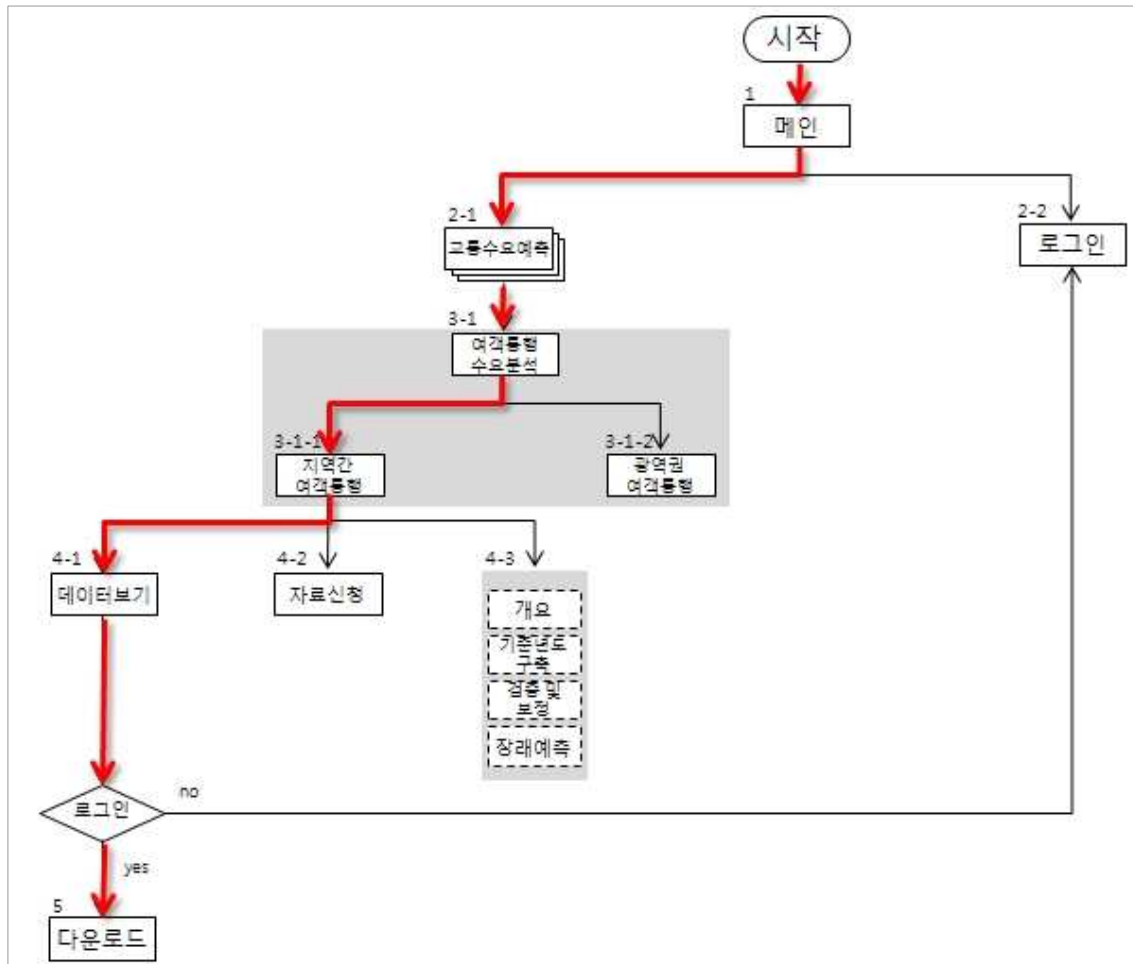 시작
1
메인
2-1
교통수요예측
2-2
로그인
3-1
여객통행
수요분석
3-1-1
지역간
여객통행
3-1-2
광역권
여객통행
4-1
데이터보기
4-2
자료신청
4-3
개요
기준년도
구축
검증 및
보정
장래예측
로그인
no
yes
5
다운로드